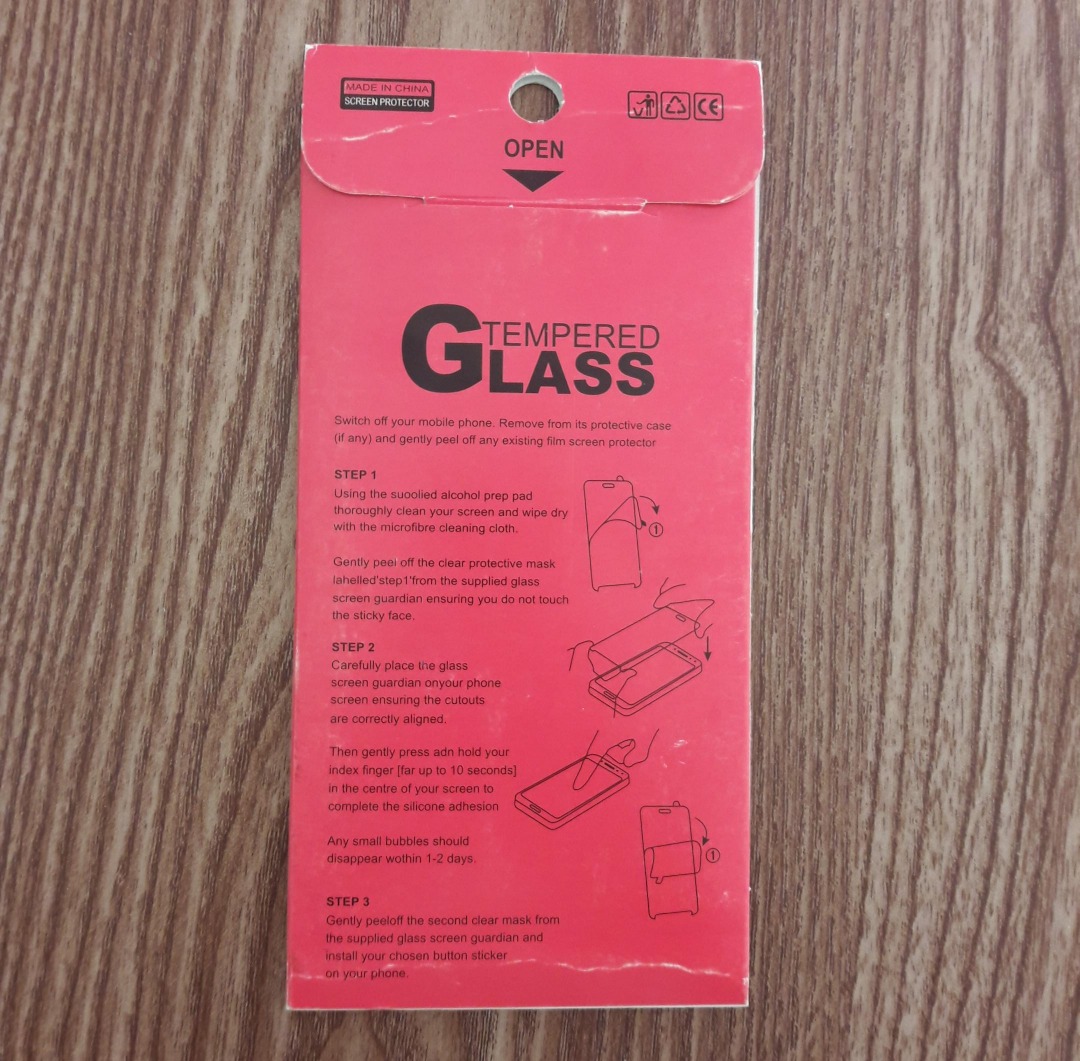 MADE IN CHINA
SCREEN PROTECTOR
CE
OPEN
TEMPERED
GLASS
Switch off your mobile phone. Remove from its protective case
(if any) and gently peel off any existing film screen protector
STEP 1
Using the suoolied alcohol prep pad
thoroughly clean your screen and wipe dry
with the microfibre cleaning cloth.
1
Gently peel off the clear protective mask
lahelled'step1'from the supplied glass
screen guardian ensuring you do not touch
the sticky face.
STEP 2
Carefully place the glass
screen guardian onyour phone
screen ensuring the cutouts
are correctly aligned.
Then gently press adn hold your
index finger [far up to 10 seconds]
in the centre of your screen to
complete the silicone adhesion
Any small bubbles should
disappear wothin 1-2 days.
1
STEP 3
Gently peeloff the second clear mask from
the supplied glass screen guardian and
install your chosen button sticker
on your phone.